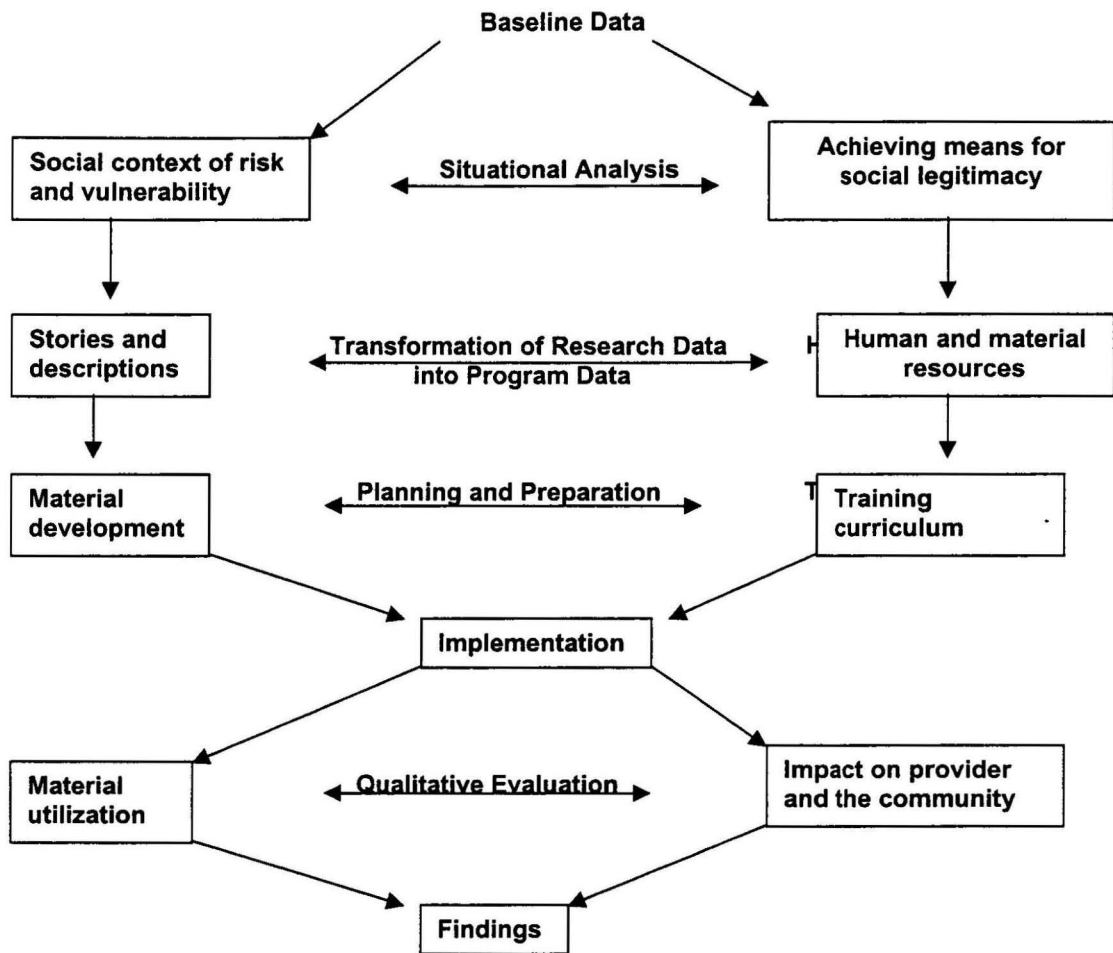 Baseline Data
Social context of risk
and vulnerability
Situational Analysis
Achieving means for
social legitimacy
Stories and
descriptions
Transformation of Research Data
into Program Data
H
Human and material
resources
Material
development
Planning and Preparation
T
Training
curriculum
Implementation
Material
utilization
Qualitative Evaluation
Impact on provider
and the community
Findings